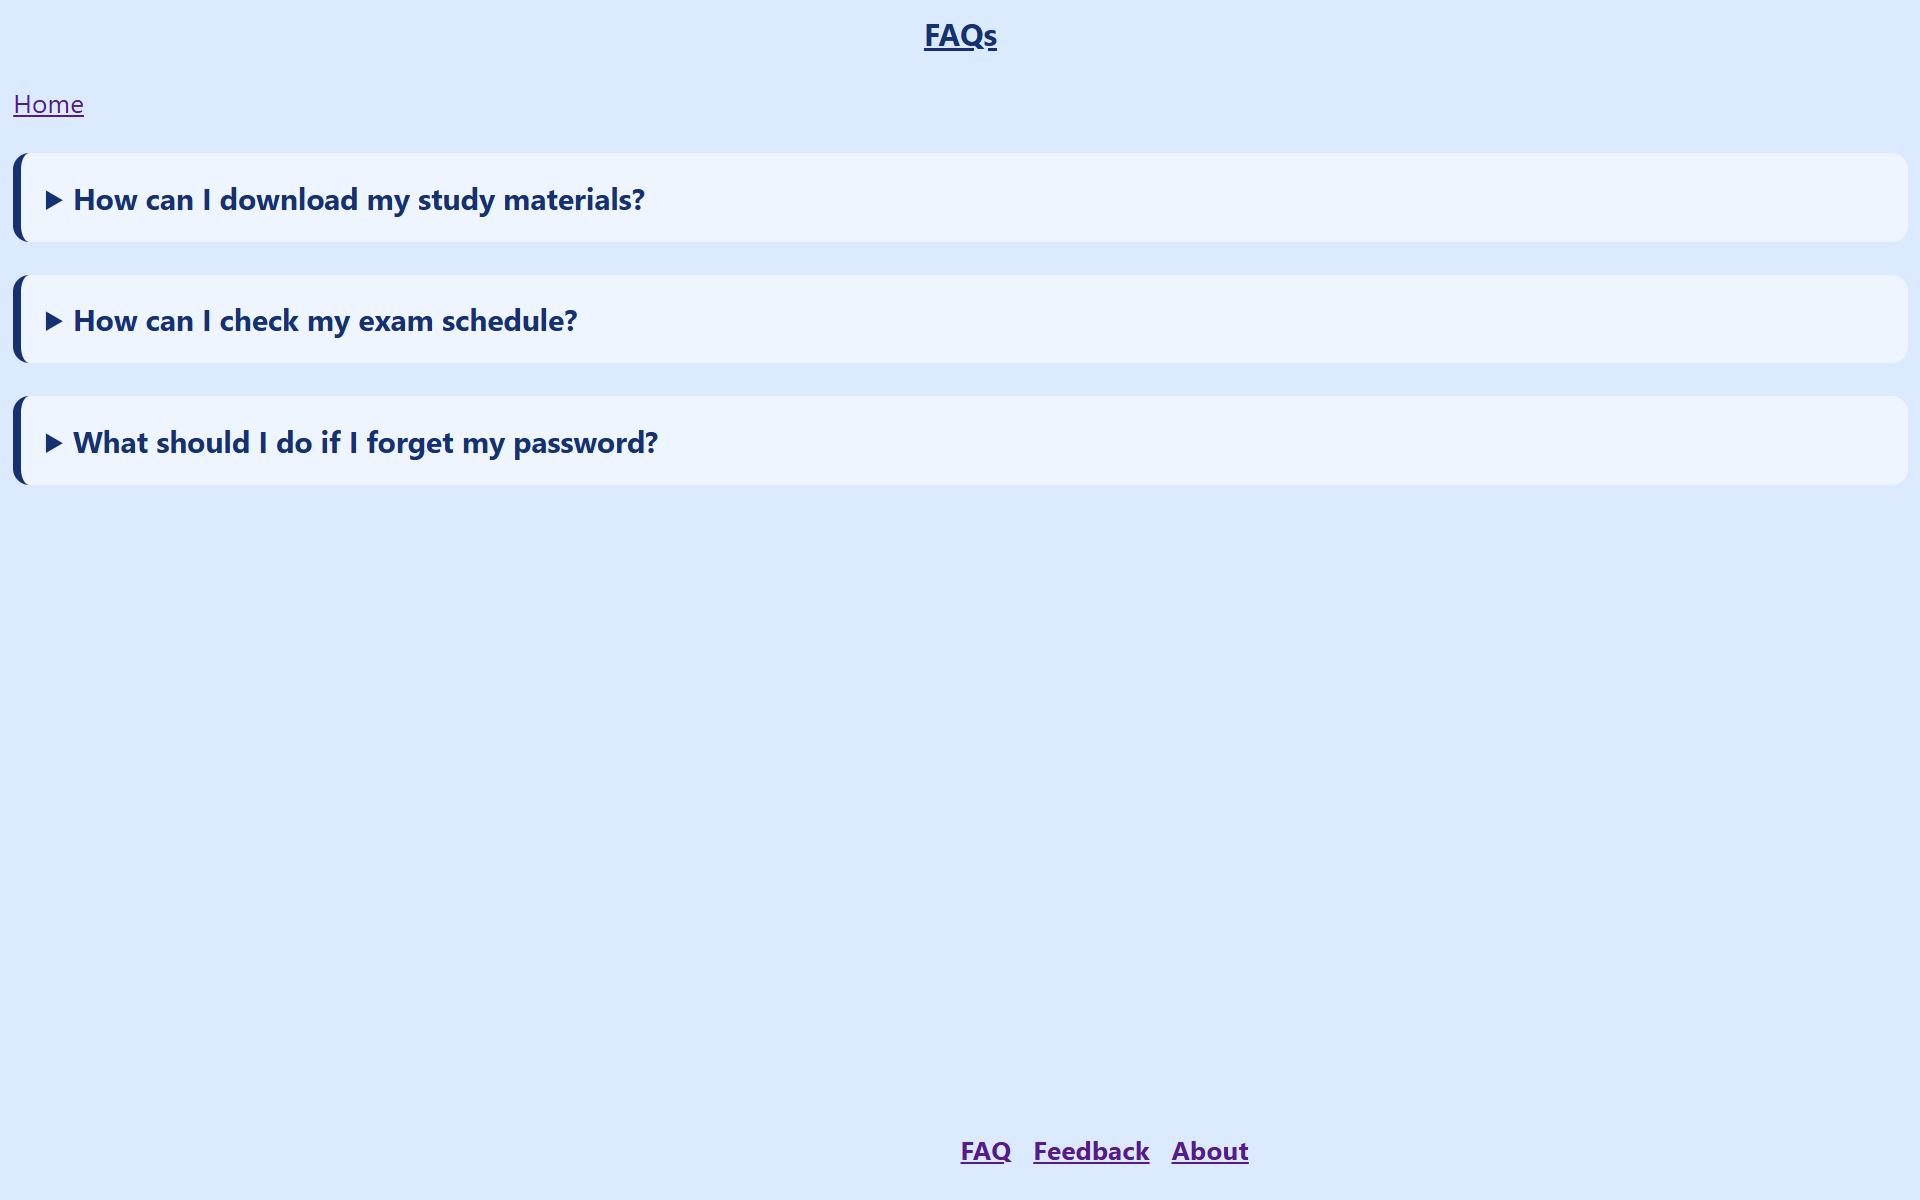 FAQs
Home
How can I download my study materials?
How can I check my exam schedule?
What should I do if I forget my password?
FAQ Feedback About